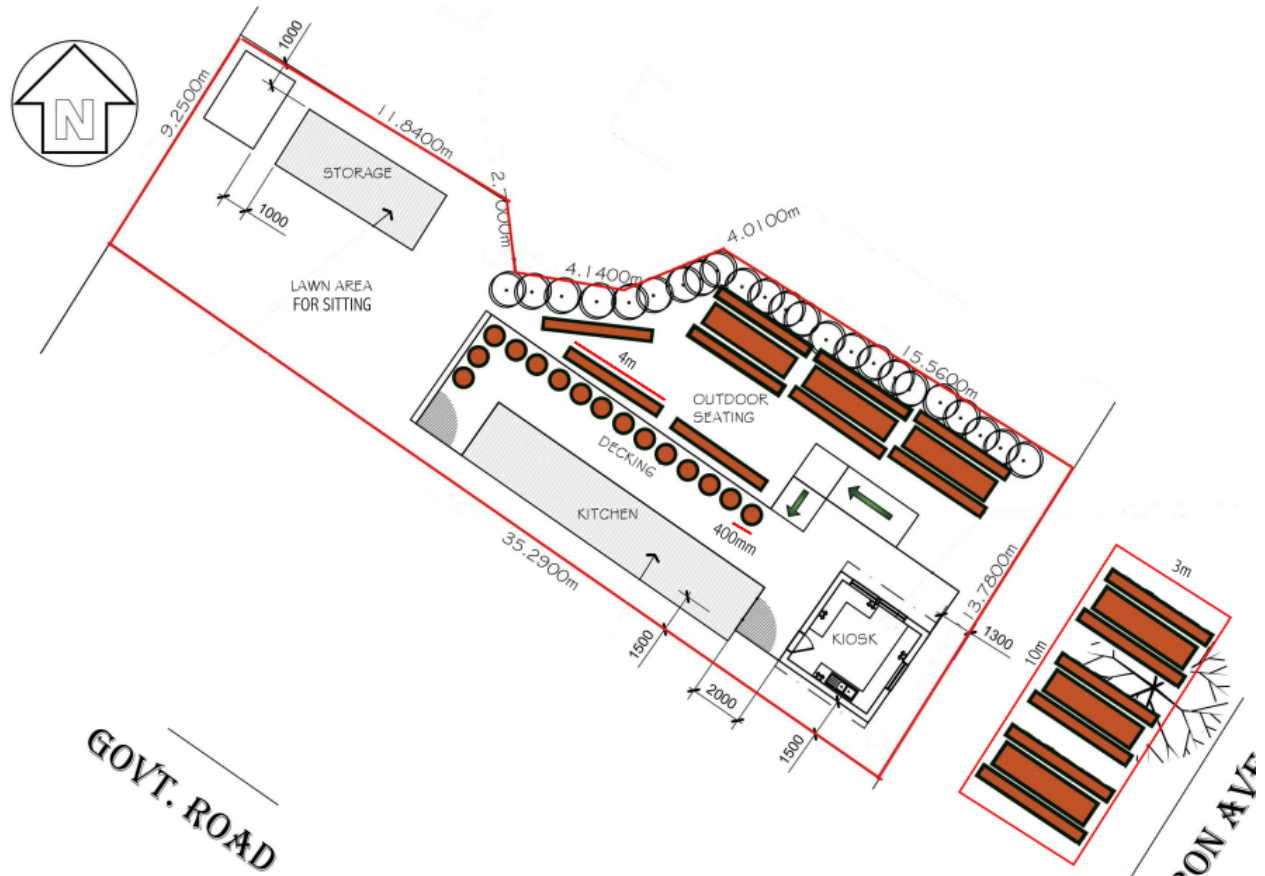 N
1000
9.2500m
11.8400m
STORAGE
2.7000m
1000
4.0100m
LAWN AREA
FOR SITTING
4.1400m
4m
15.5600m
OUTDOOR
SEATING
DECKING
KITCHEN
400mm
35.2900m
13.7800m
3m
KIOSK
1300
10m
1500
2000
1500
GOVT. ROAD